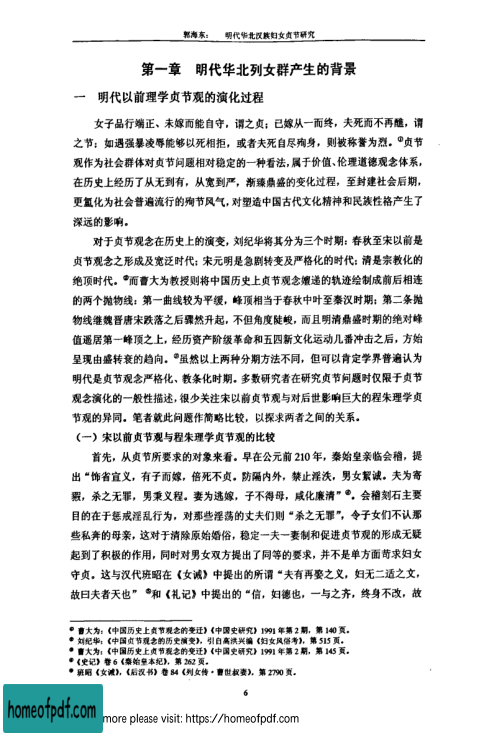 郭海东: 明代华北汉族妇女贞节研究
第一章 明代华北列女群产生的背景
一 明代以前理学贞节观的演化过程
女子品行端正、未嫁而能自守，谓之贞；已嫁从一而终，夫死而不再醮，谓
之节；如遇强暴凌辱能够以死相拒，或者夫死自尽殉身，则被称誉为烈。①贞节
观作为社会群体对贞节问题相对稳定的一种看法，属于价值、伦理道德观念体系，
在历史上经历了从无到有，从宽到严，渐臻鼎盛的变化过程，至封建社会后期，
更氤化为社会普遍流行的殉节风气，对塑造中国古代文化精神和民族性格产生了
深远的影响。
对于贞节观念在历史上的演变，刘纪华将其分为三个时期：春秋至宋以前是
贞节观念之形成及宽泛时代；宋元明是急剧转变及严格化的时代；清是宗教化的
绝顶时代。②而曹大为教授则将中国历史上贞节观念嬗递的轨迹绘制成前后相连
的两个抛物线：第一曲线较为平缓，峰顶相当于春秋中叶至秦汉时期；第二条抛
物线继魏晋唐宋跌落之后骤然升起，不但角度陡峻，而且明清鼎盛时期的绝对峰
值遥居第一峰顶之上，经历资产阶级革命和五四新文化运动几番冲击之后，方始
呈现由盛转衰的趋向。③虽然以上两种分期方法不同，但可以肯定学界普遍认为
明代是贞节观念严格化、教条化时期。多数研究者在研究贞节问题时仅限于贞节
观念演化的一般性描述，很少关注宋以前贞节观与对后世影响巨大的程朱理学贞
节观的异同。笔者就此问题作简略比较，以探求两者之间的关系。
（一）宋以前贞节观与程朱理学贞节观的比较
首先，从贞节所要求的对象来看。早在公元前 210 年，秦始皇亲临会稽，提
出“饰省宣义，有子而嫁，倍死不贞。防隔内外，禁止淫泆，男女絜诚。夫为寄
豭，杀之无罪，男秉义程。妻为逃嫁，子不得母，咸化廉清”④。会稽刻石主要
目的在于惩戒淫乱行为，对那些淫荡的丈夫们则“杀之无罪”，令子女们不认那
些私奔的母亲，这对于清除原始婚俗，稳定一夫一妻制和促进贞节观的形成无疑
起到了积极的作用，同时对男女双方提出了同等的要求，并不是单方面苛求妇女
守贞。这与汉代班昭在《女诫》中提出的所谓“夫有再娶之义，妇无二适之文，
故曰夫者天也” ⑤和《礼记》中提出的“信，妇德也，一与之齐，终身不改，故
① 曹大为：《中国历史上贞节观念的变迁》《中国史研究》1991 年第 2 期，第 140 页。
② 刘纪华：《中国贞节观念的历史演变》，引自高洪兴编《妇女风俗考》，第 515 页。
③ 曹大为：《中国历史上贞节观念的变迁》《中国史研究》1991 年第 2 期，第 145 页。
④《史记》卷 6《秦始皇本纪》，第 262 页。
⑤ 班昭《女诫》，《后汉书》卷 84《列女传·曹世叔妻》，第 2790 页。
6
homeofpdf.com
more please visit: https://homeofpdf.com